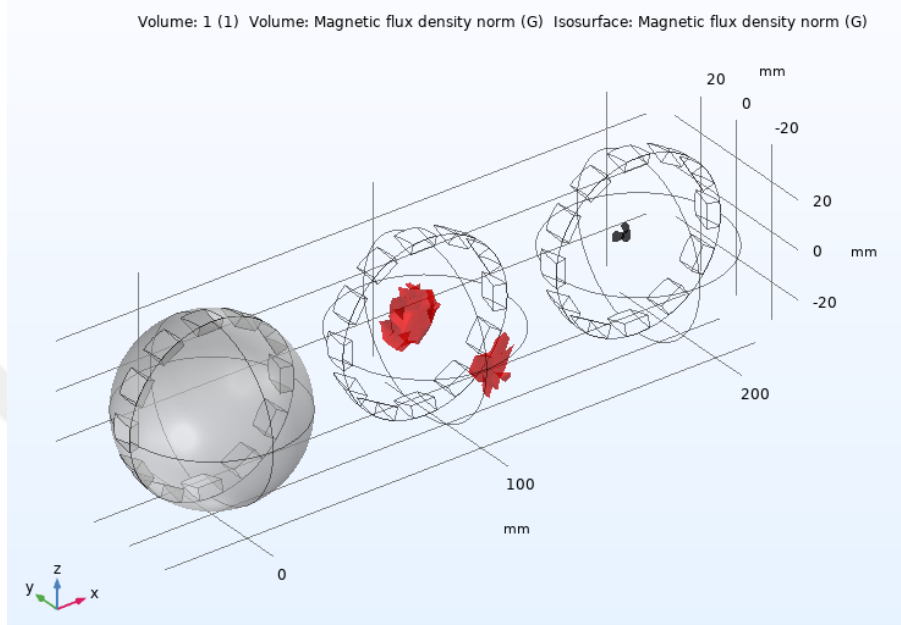 Volume: 1 (1) Volume: Magnetic flux density norm (G) Isosurface: Magnetic flux density norm (G)
20
mm
0
-20
20
0
mm
-20
200
100
mm
0
z
y
x